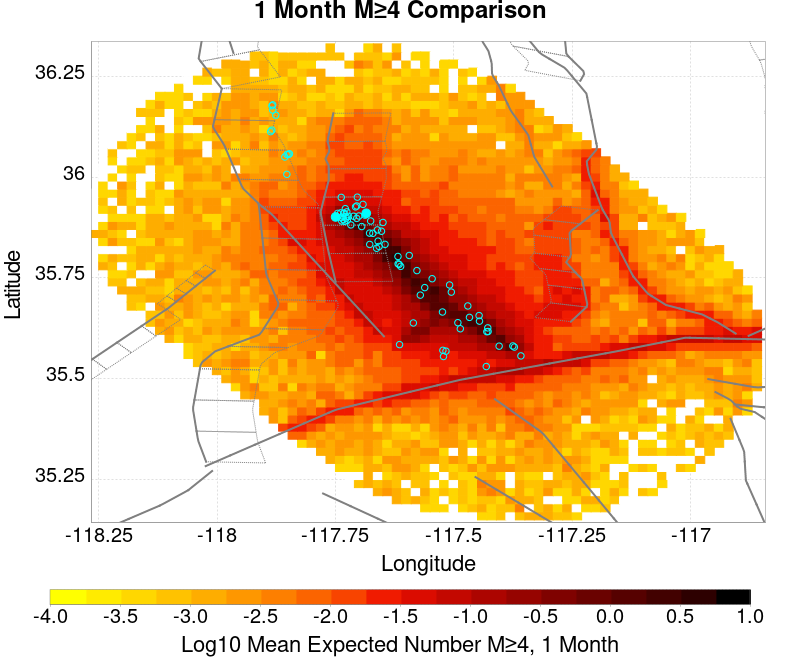 1 Month M≥4 Comparison
36.25
36
35.75
35.5
35.25
Latitude
-118.25 -118 -117.75 -117.5 -117.25 -117
Longitude
-4.0 -3.5 -3.0 -2.5 -2.0 -1.5 -1.0 -0.5 0.0 0.5 1.0
Log10 Mean Expected Number M≥4, 1 Month